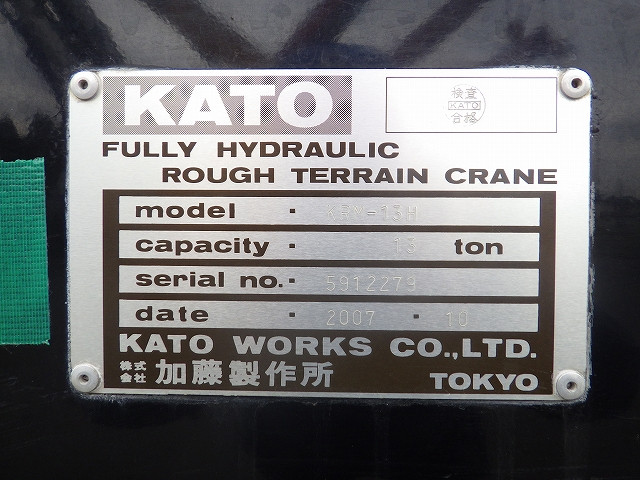 KATO
検査
KATO
合格
FULLY HYDRAULIC
ROUGH TERRAIN CRANE
model ・ KRM-13H
capacity ・ 13 ton
serial no.・ 5912279
date ・ 2007 ・ 10
KATO WORKS CO.,LTD.
株式会社 加藤製作所 TOKYO